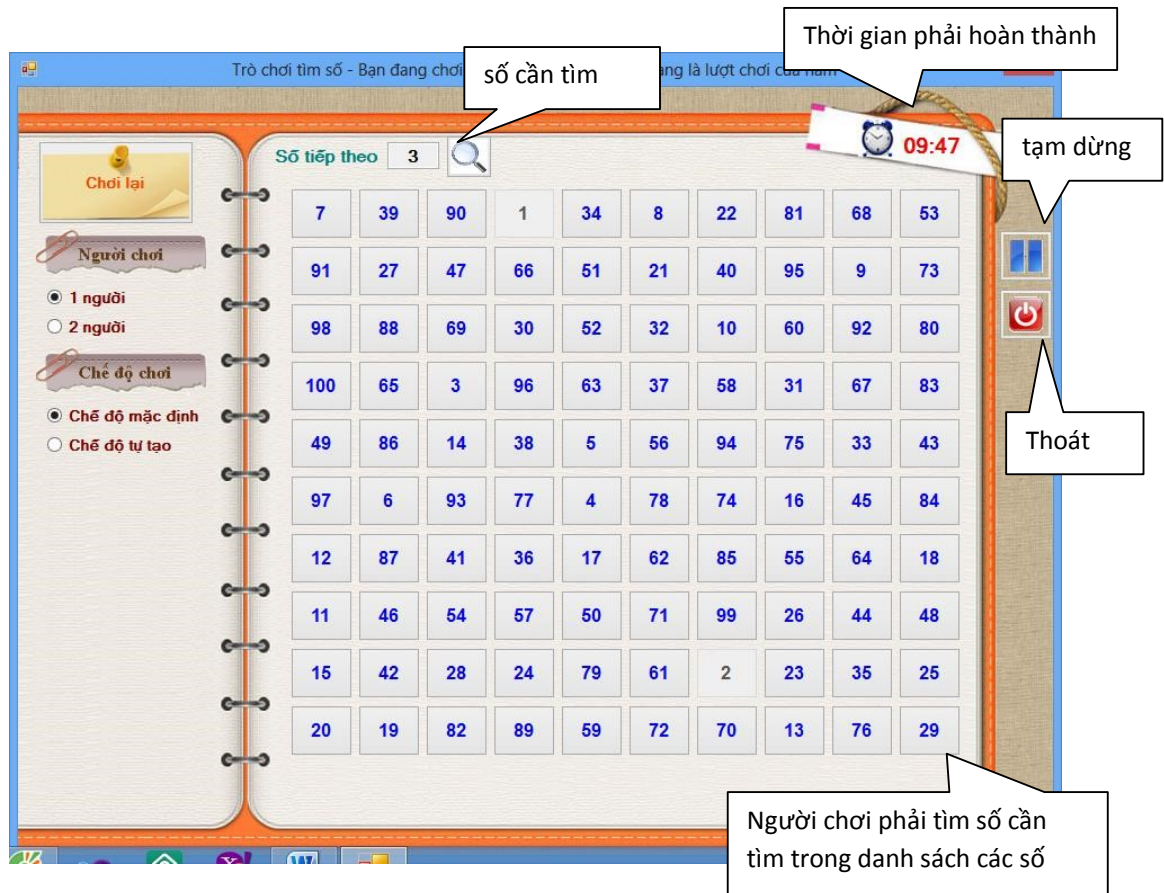 Thời gian phải hoàn thành
Trò chơi tìm số - Bạn đang chơi
số cần tìm
là lượt chơi của
09:47
tạm dừng
Số tiếp theo 3
Chơi lại
Người chơi
1 người
2 người
Chế độ chơi
Chế độ mặc định
Chế độ tự tạo
7 39 90 1 34 8 22 81 68 53
91 27 47 66 51 21 40 95 9 73
98 88 69 30 52 32 10 60 92 80
100 65 3 96 63 37 58 31 67 83
49 86 14 38 5 56 94 75 33 43
97 6 93 77 4 78 74 16 45 84
12 87 41 36 17 62 85 55 64 18
11 46 54 57 50 71 99 26 44 48
15 42 28 24 79 61 2 23 35 25
20 19 82 89 59 72 70 13 76 29
Thoát
Người chơi phải tìm số cần
tìm trong danh sách các số